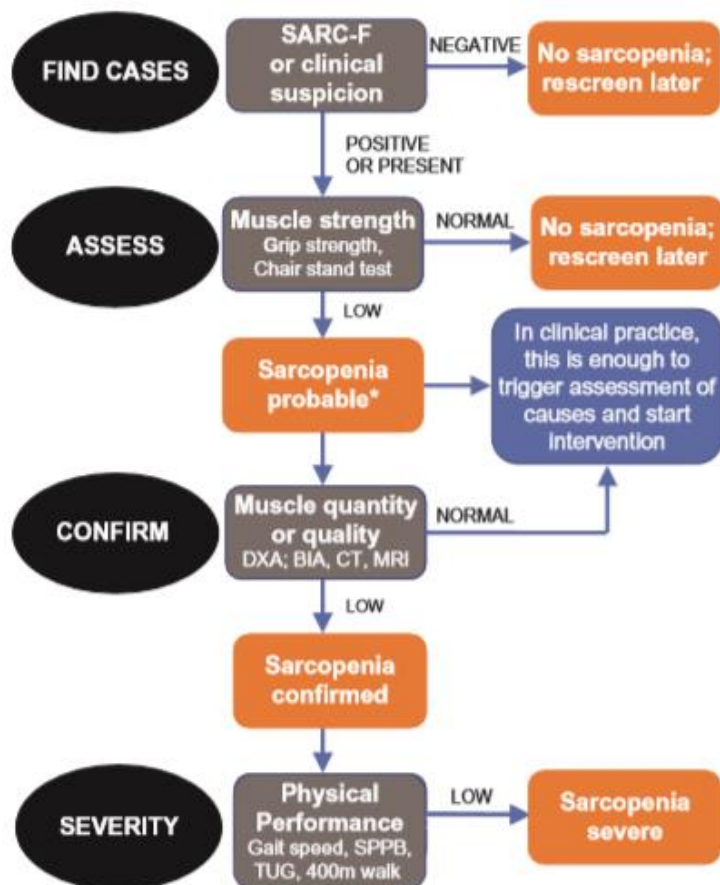 FIND CASES
SARC-F
or clinical
suspicion
NEGATIVE
No sarcopenia;
rescreen later
POSITIVE
OR PRESENT
ASSESS
Muscle strength
Grip strength,
Chair stand test
NORMAL
No sarcopenia;
rescreen later
LOW
Sarcopenia
probable*
In clinical practice,
this is enough to
trigger assessment of
causes and start
intervention
CONFIRM
Muscle quantity
or quality
DXA; BIA, CT, MRI
NORMAL
LOW
Sarcopenia
confirmed
SEVERITY
Physical
Performance
Gait speed, SPPB,
TUG, 400m walk
LOW
Sarcopenia
severe